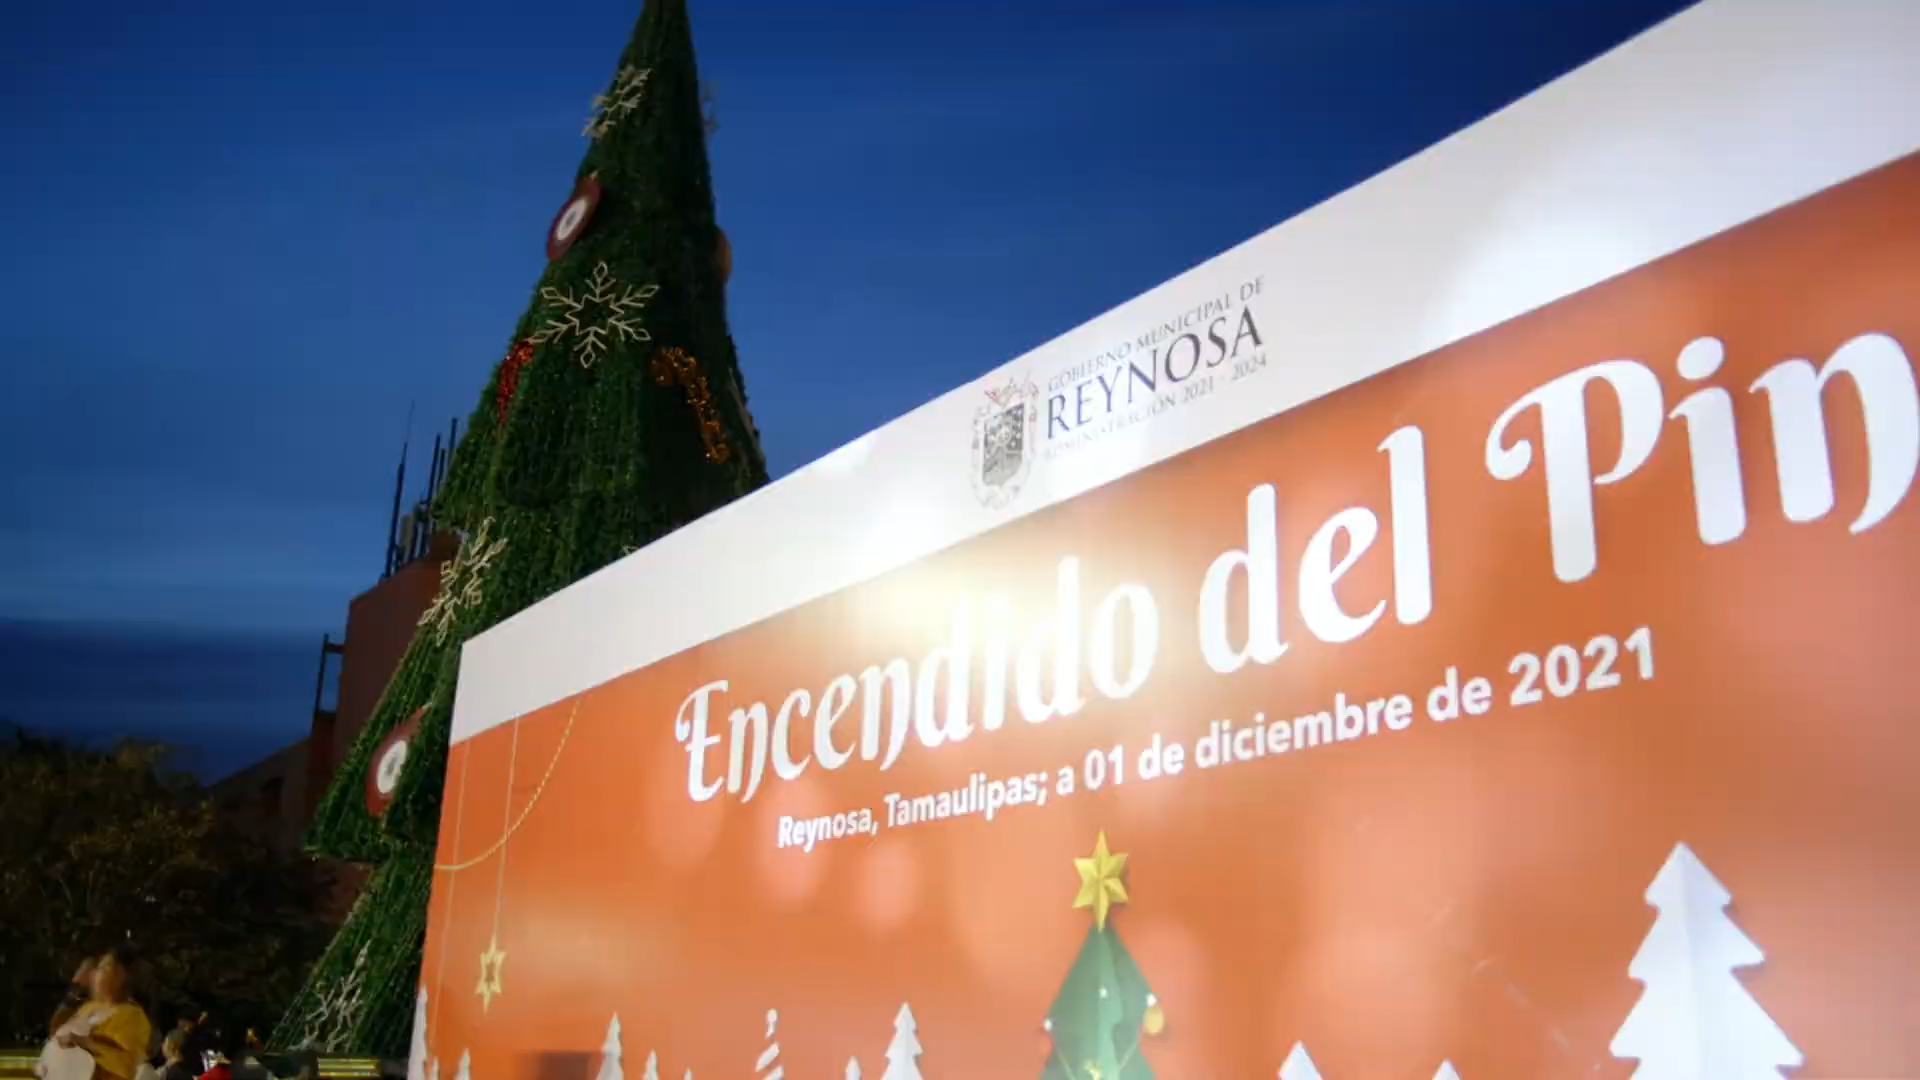 GOBIERNO MUNICIPAL DE
REYNOSA
ADMINISTRACIÓN 2021 - 2024
Encendido del Pin
Reynosa, Tamaulipas; a 01 de diciembre de 2021